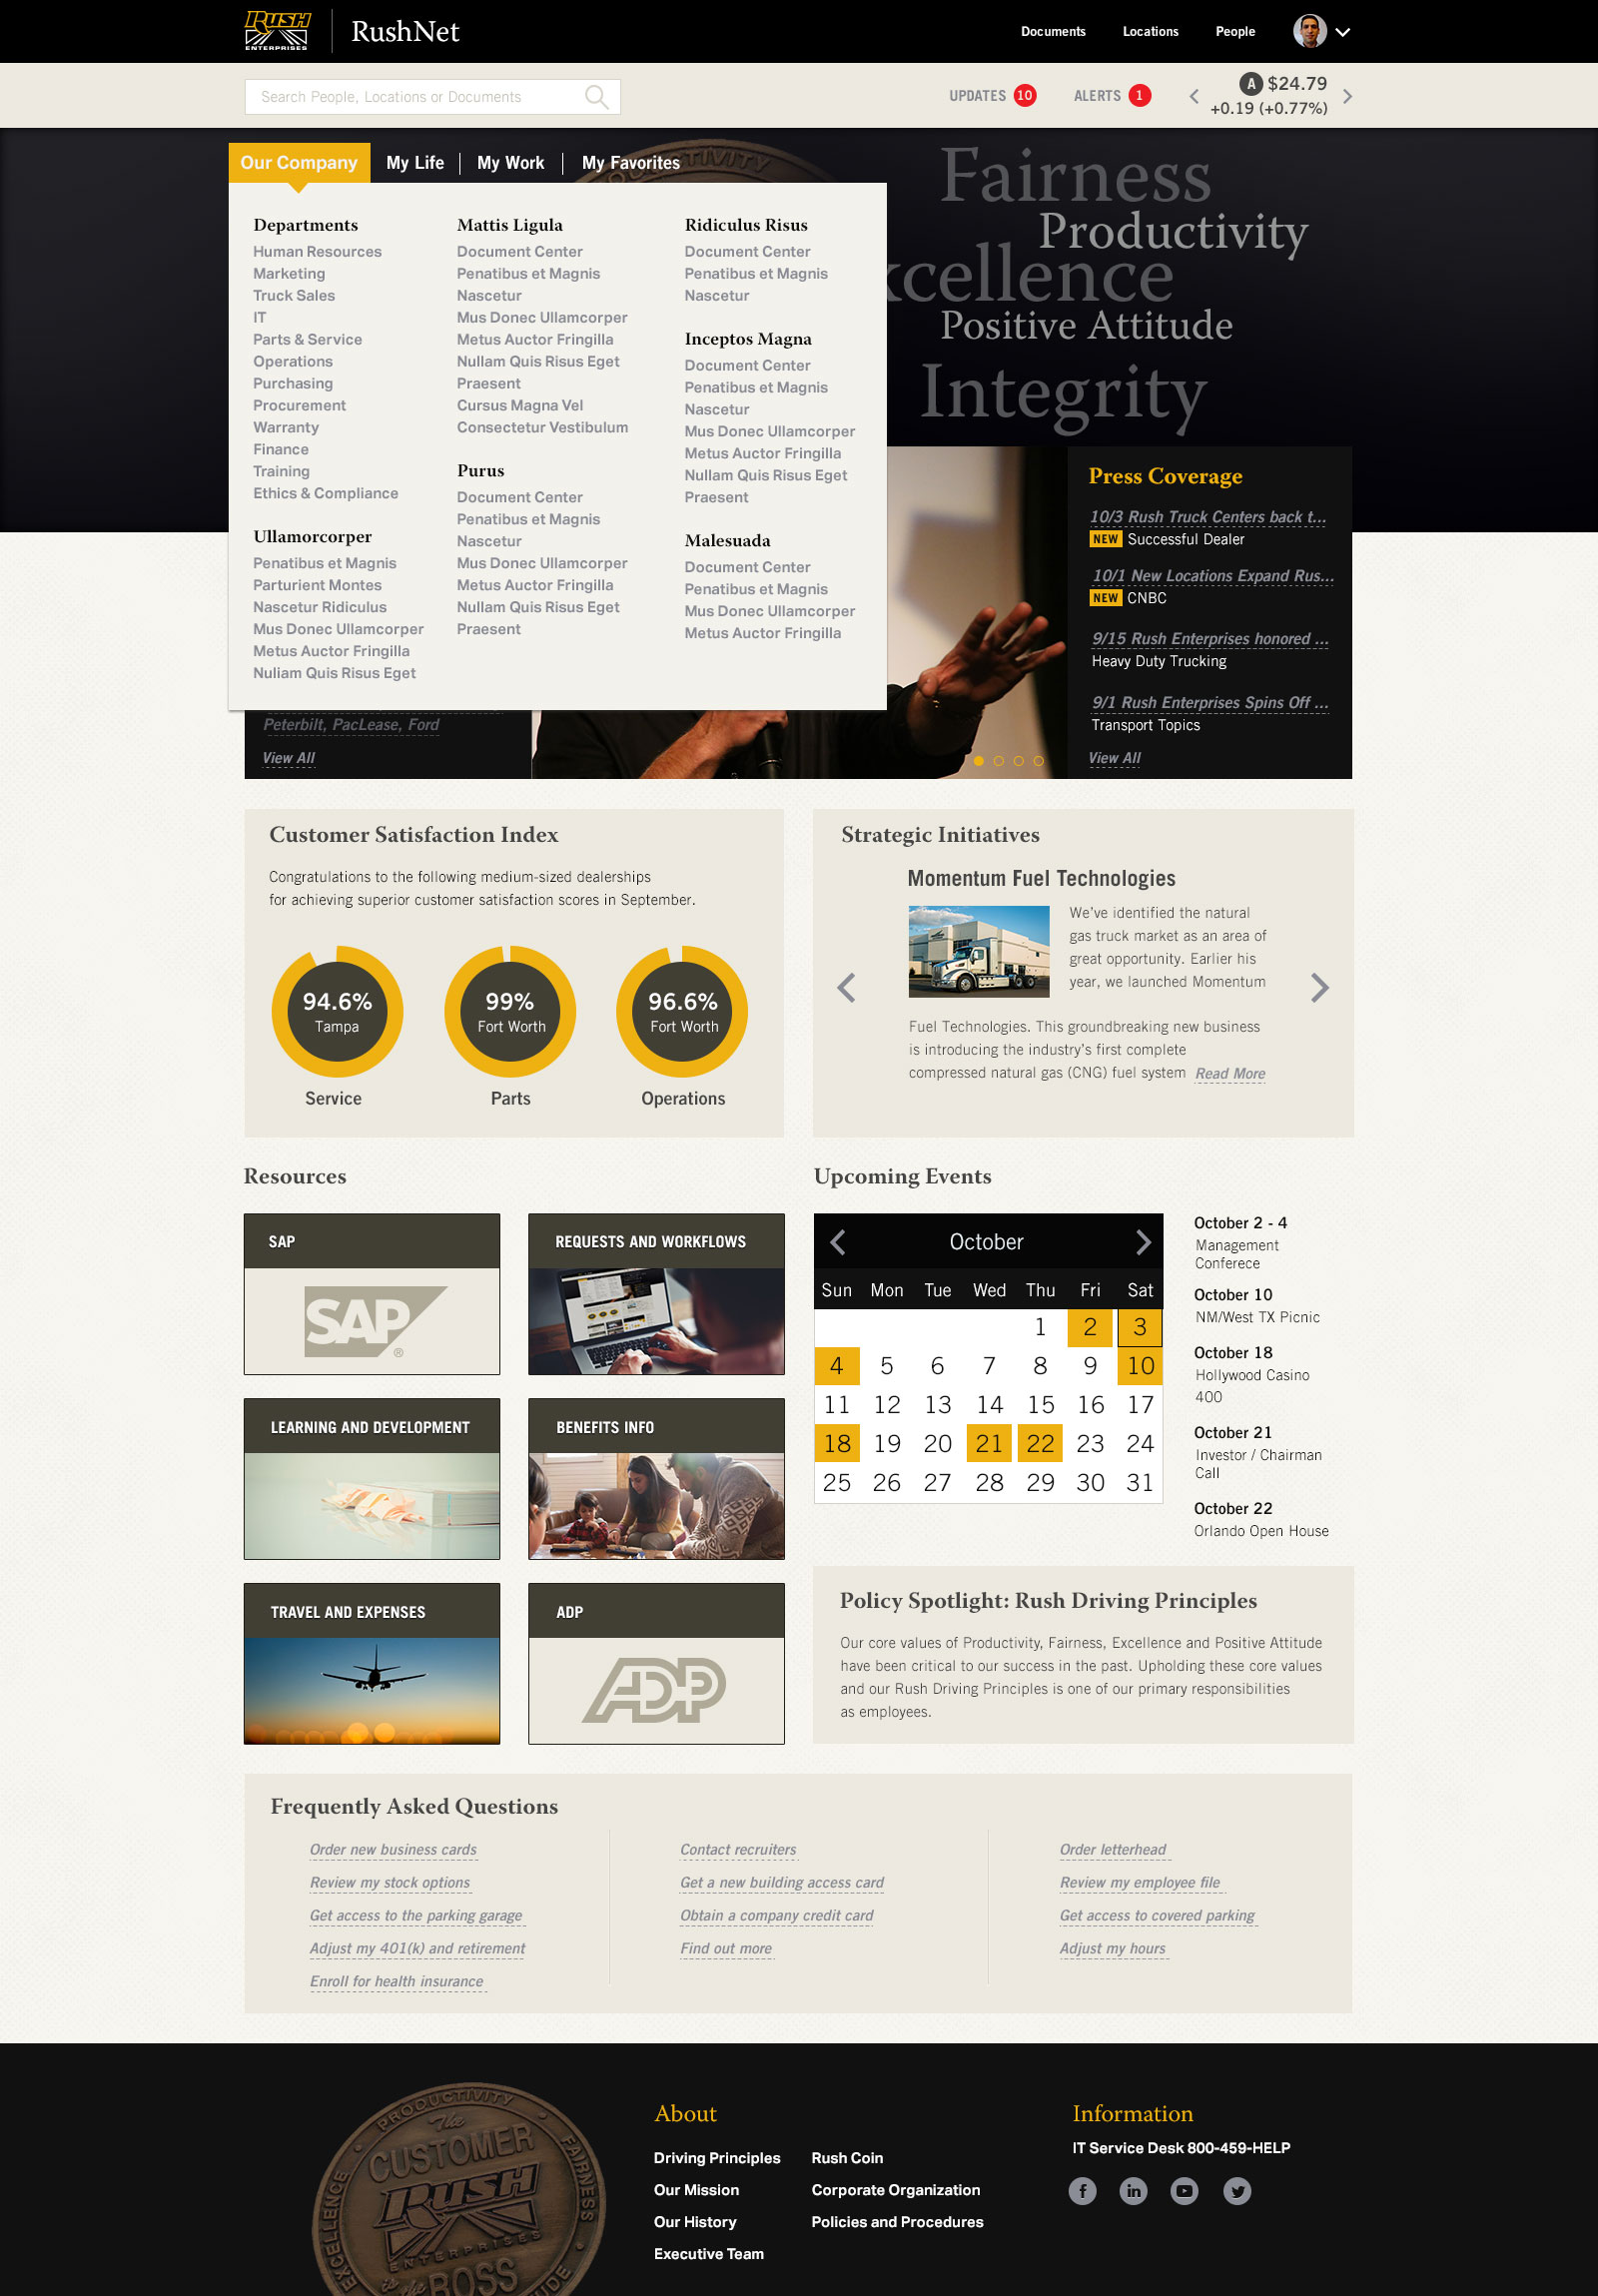 RUSH
ENTERPRISES
RushNet
Documents
Locations
People
Search People, Locations or Documents
UPDATES 10
ALERTS 1
A $24.79
+0.19 (+0.77%)
Our Company
My Life
My Work
My Favorites
Fairness
Productivity
xcellence
Positive Attitude
Integrity
Departments
Human Resources
Marketing
Truck Sales
IT
Parts & Service
Operations
Purchasing
Procurement
Warranty
Finance
Training
Ethics & Compliance
Ullamorcorper
Penatibus et Magnis
Parturient Montes
Nascetur Ridiculus
Mus Donec Ullamcorper
Metus Auctor Fringilla
Nuliam Quis Risus Eget
Mattis Ligula
Document Center
Penatibus et Magnis
Nascetur
Mus Donec Ullamcorper
Metus Auctor Fringilla
Nullam Quis Risus Eget
Praesent
Cursus Magna Vel
Consectetur Vestibulum
Purus
Document Center
Penatibus et Magnis
Nascetur
Mus Donec Ullamcorper
Metus Auctor Fringilla
Nullam Quis Risus Eget
Praesent
Ridiculus Risus
Document Center
Penatibus et Magnis
Nascetur
Inceptos Magna
Document Center
Penatibus et Magnis
Nascetur
Mus Donec Ullamcorper
Metus Auctor Fringilla
Nullam Quis Risus Eget
Praesent
Malesuada
Document Center
Penatibus et Magnis
Mus Donec Ullamcorper
Metus Auctor Fringilla
Peterbilt, PacLease, Ford
View All
Press Coverage
10/3 Rush Truck Centers back t...
NEW Successful Dealer
10/1 New Locations Expand Rus...
NEW CNBC
9/15 Rush Enterprises honored ...
Heavy Duty Trucking
9/1 Rush Enterprises Spins Off ...
Transport Topics
View All
Customer Satisfaction Index
Congratulations to the following medium-sized dealerships
for achieving superior customer satisfaction scores in September.
94.6%
Tampa
Service
99%
Fort Worth
Parts
96.6%
Fort Worth
Operations
Strategic Initiatives
Momentum Fuel Technologies
We've identified the natural
gas truck market as an area of
great opportunity. Earlier his
year, we launched Momentum
Fuel Technologies. This groundbreaking new business
is introducing the industry's first complete
compressed natural gas (CNG) fuel system Read More
Resources
SAP
SAP ®
REQUESTS AND WORKFLOWS
LEARNING AND DEVELOPMENT
BENEFITS INFO
TRAVEL AND EXPENSES
ADP
ADP
Upcoming Events
October
Sun Mon Tue Wed Thu Fri Sat
1 2 3
4 5 6 7 8 9 10
11 12 13 14 15 16 17
18 19 20 21 22 23 24
25 26 27 28 29 30 31
October 2 - 4
Management
Conferece
October 10
NM/West TX Picnic
October 18
Hollywood Casino
400
October 21
Investor / Chairman
Call
October 22
Orlando Open House
Policy Spotlight: Rush Driving Principles
Our core values of Productivity, Fairness, Excellence and Positive Attitude
have been critical to our success in the past. Upholding these core values
and our Rush Driving Principles is one of our primary responsibilities
as employees.
Frequently Asked Questions
Order new business cards
Review my stock options
Get access to the parking garage
Adjust my 401(k) and retirement
Enroll for health insurance
Contact recruiters
Get a new building access card
Obtain a company credit card
Find out more
Order letterhead
Review my employee file
Get access to covered parking
Adjust my hours
PRODUCTIVITY
FAIRNESS
EXCELLENCE
The
CUSTOMER
RUSH
ENTERPRISES
is the
BOSS
About
Driving Principles
Our Mission
Our History
Executive Team
Rush Coin
Corporate Organization
Policies and Procedures
Information
IT Service Desk 800-459-HELP